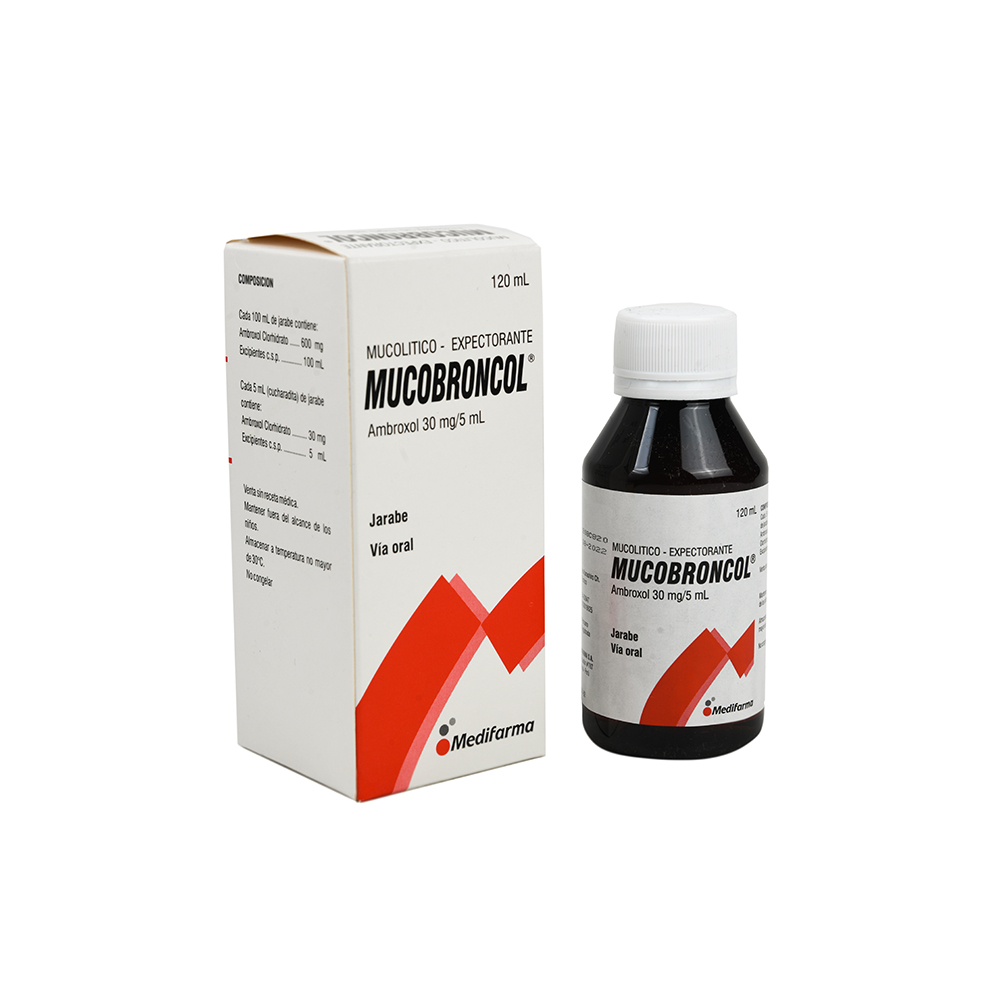 MUCOLITICO - EXPECTORANTE
MUCOBRONCOL®
COMPOSICION
Cada 100 mL de jarabe contiene:
Ambroxol Clorhidrato ..... 600 mg
Excipientes c.s.p. ........ 100 mL
Cada 5 mL (cucharadita) de jarabe
contiene:
Ambroxol Clorhidrato ........ 30 mg
Excipientes c.s.p. ........... 5 mL
Venta sin receta médica.
Mantener fuera del alcance de los
niños.
Almacenar a temperatura no mayor
de 30°C.
No congelar
120 mL
MUCOLITICO - EXPECTORANTE
MUCOBRONCOL®
Ambroxol 30 mg/5 mL
Jarabe
Vía oral
Medifarma
120 mL
MUCOLITICO - EXPECTORANTE
MUCOBRONCOL®
Ambroxol 30 mg/5 mL
Jarabe
Vía oral
Medifarma